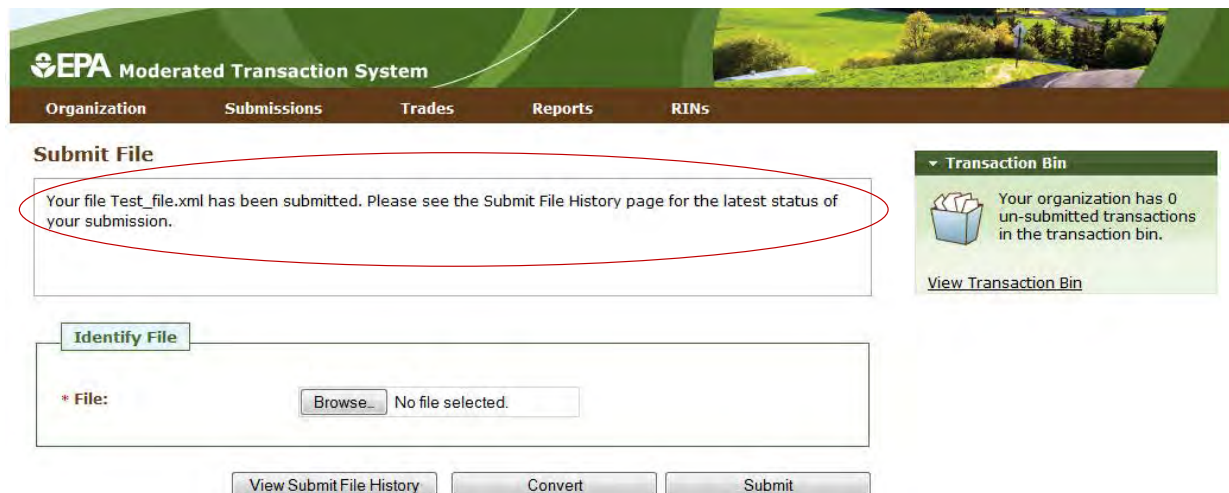 EPA Moderated Transaction System
Organization Submissions Trades Reports RINs
Submit File
Your file Test_file.xml has been submitted. Please see the Submit File History page for the latest status of
your submission.
Transaction Bin
Your organization has 0
un-submitted transactions
in the transaction bin.
View Transaction Bin
Identify File
* File: Browse... No file selected.
View Submit File History Convert Submit